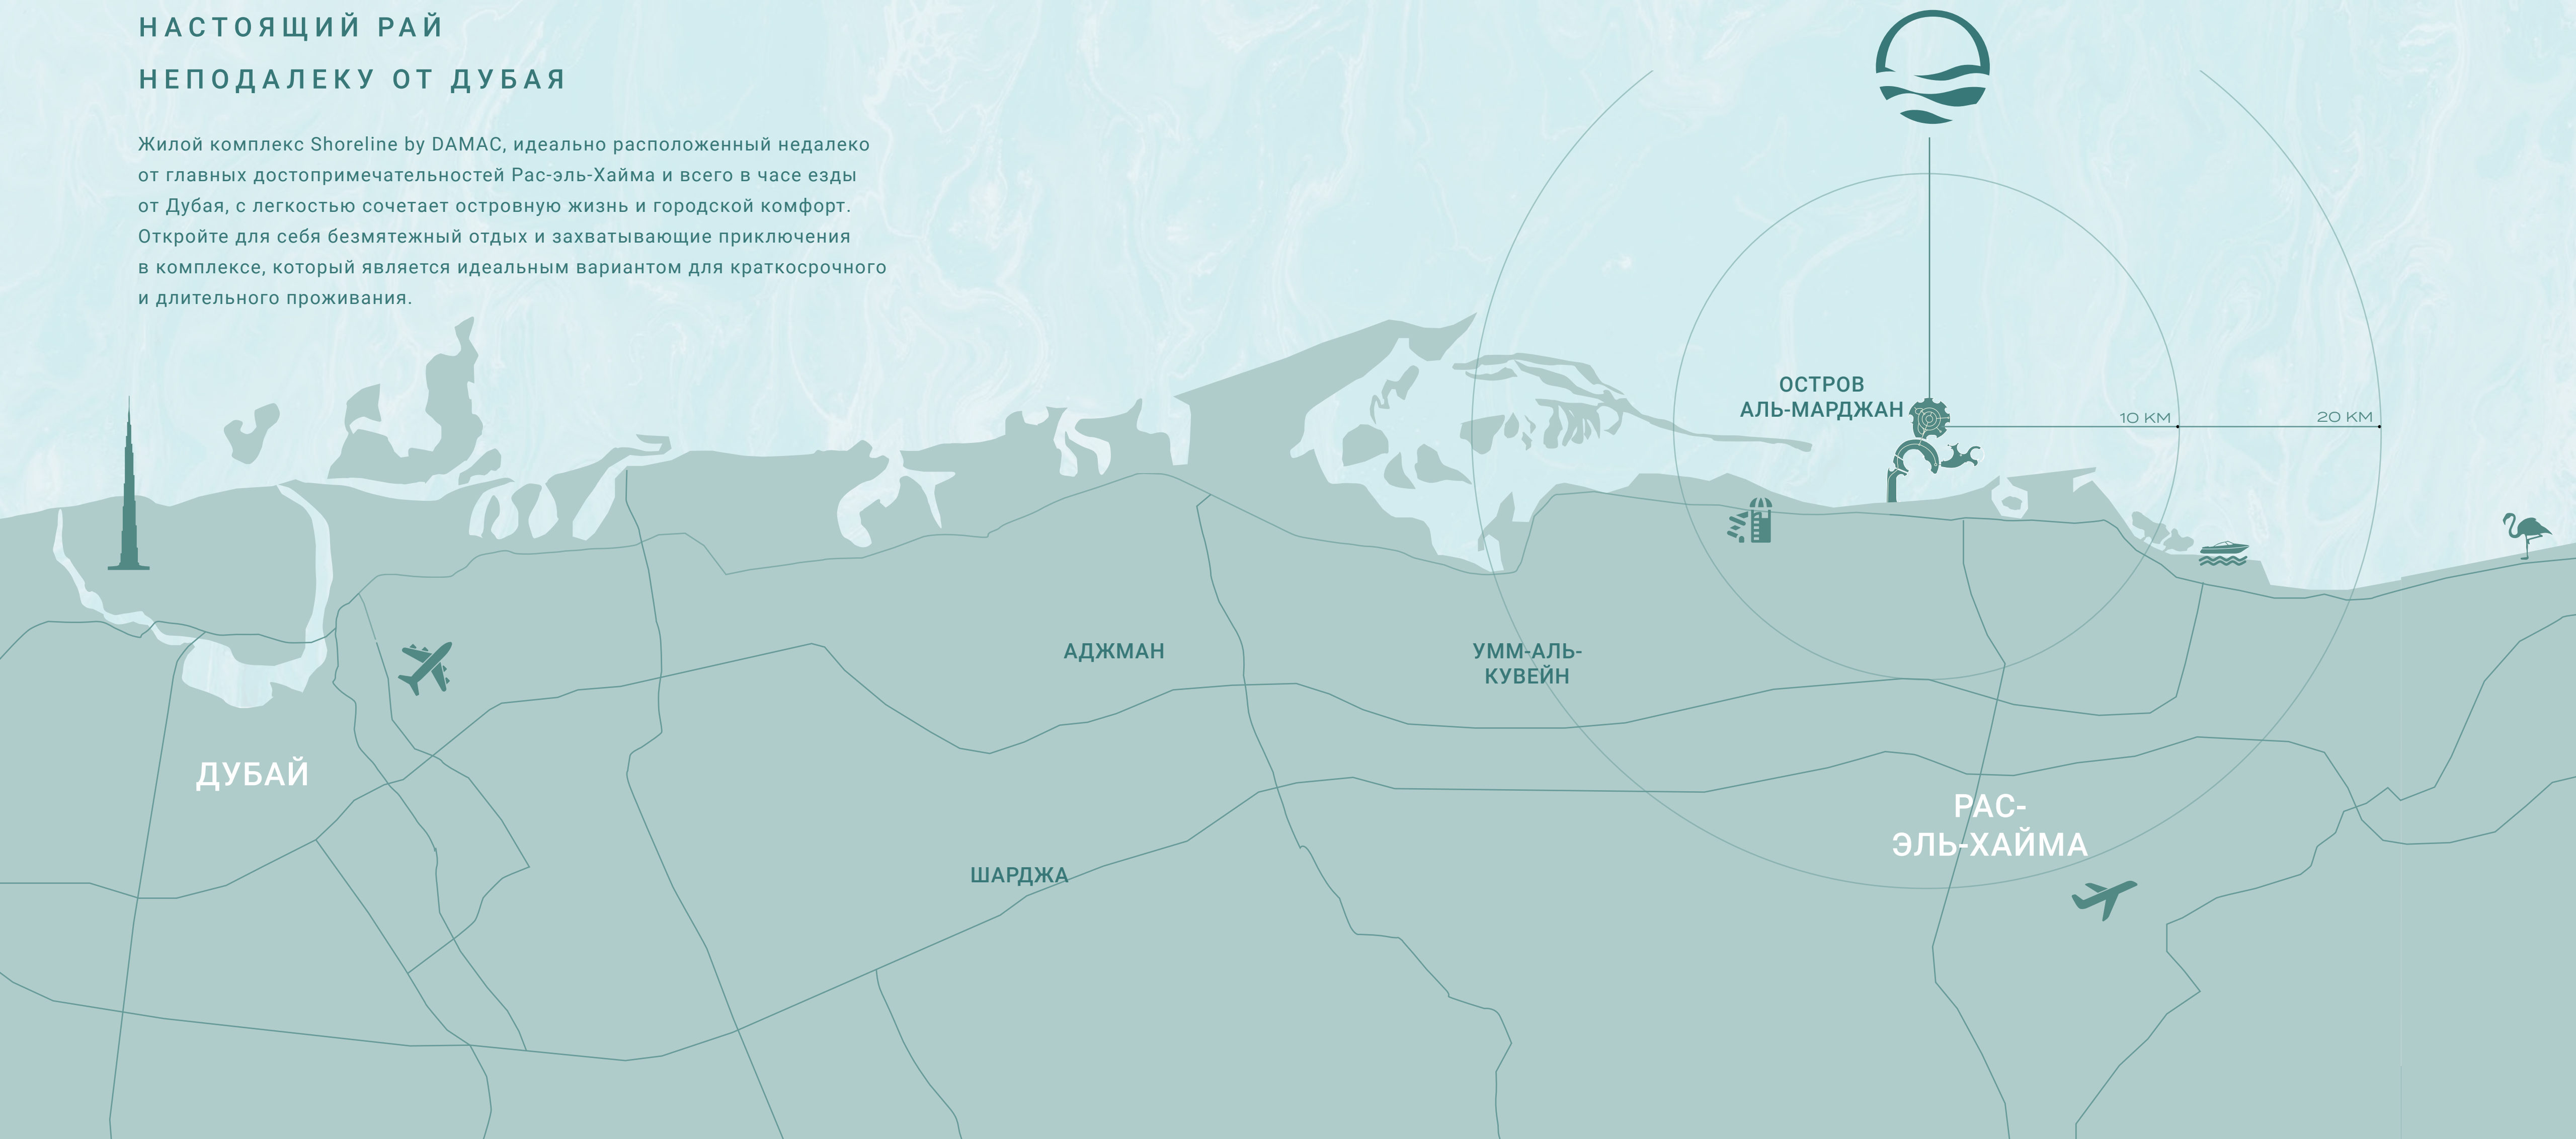 НАСТОЯЩИЙ РАЙ
НЕПОДАЛЕКУ ОТ ДУБАЯ
Жилой комплекс Shoreline by DAMAC, идеально расположенный недалеко
от главных достопримечательностей Рас-эль-Хайма и всего в часе езды
от Дубая, с легкостью сочетает островную жизнь и городской комфорт.
Откройте для себя безмятежный отдых и захватывающие приключения
в комплексе, который является идеальным вариантом для краткосрочного
и длительного проживания.
ОСТРОВ
АЛЬ-МАРДЖАН
10 KM
20 KM
АДЖМАН
УММ-АЛЬ-
КУВЕЙН
ДУБАЙ
РАС-
ЭЛЬ-ХАЙМА
ШАРДЖА